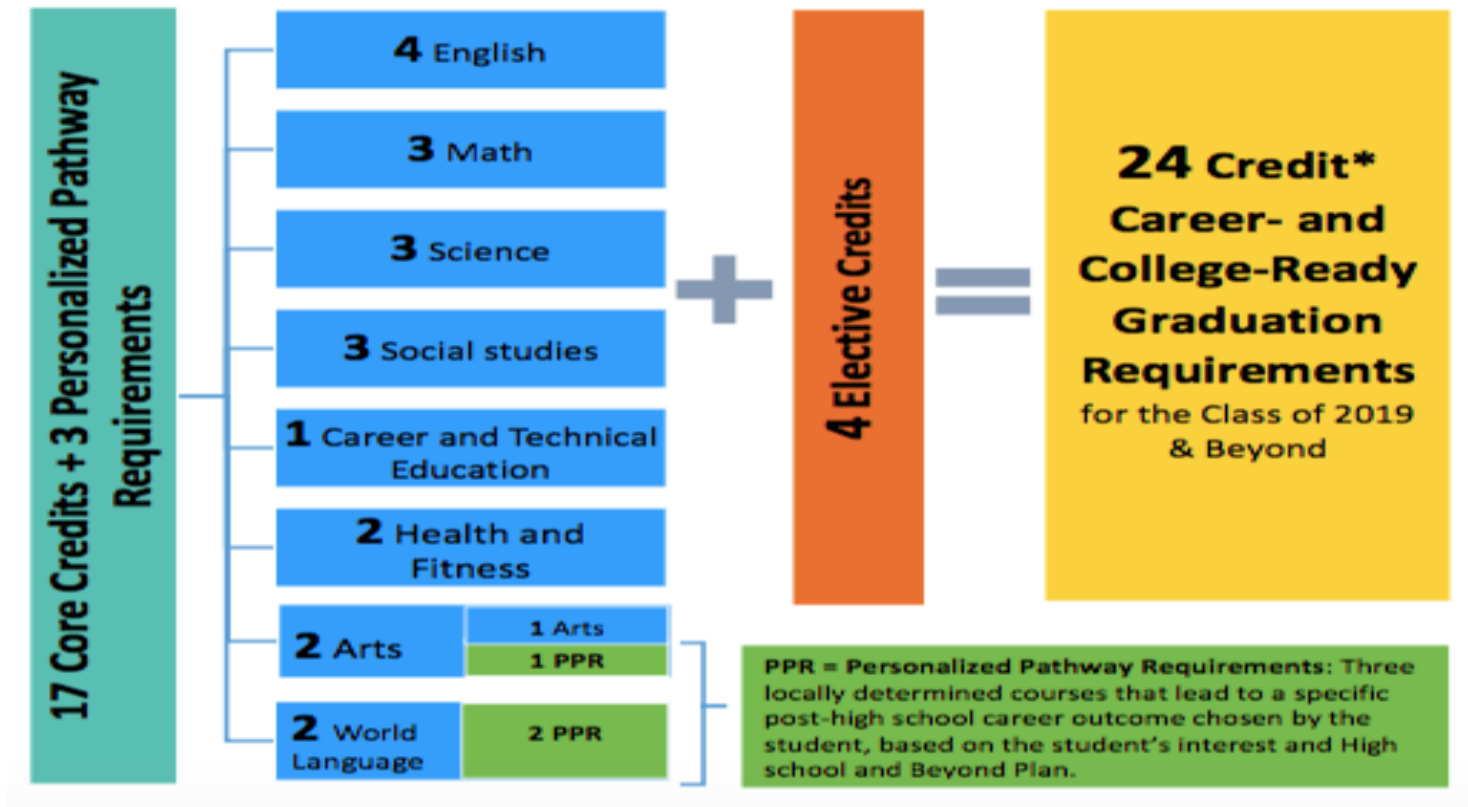 17 Core Credits + 3 Personalized Pathway
Requirements
4 English
3 Math
3 Science
3 Social studies
1 Career and Technical
Education
2 Health and
Fitness
2 Arts
1 Arts
1 PPR
2 World
Language
2 PPR
4 Elective Credits
24 Credit*
Career- and
College-Ready
Graduation
Requirements
for the Class of 2019
& Beyond
PPR = Personalized Pathway Requirements: Three
locally determined courses that lead to a specific
post-high school career outcome chosen by the
student, based on the student's interest and High
school and Beyond Plan.